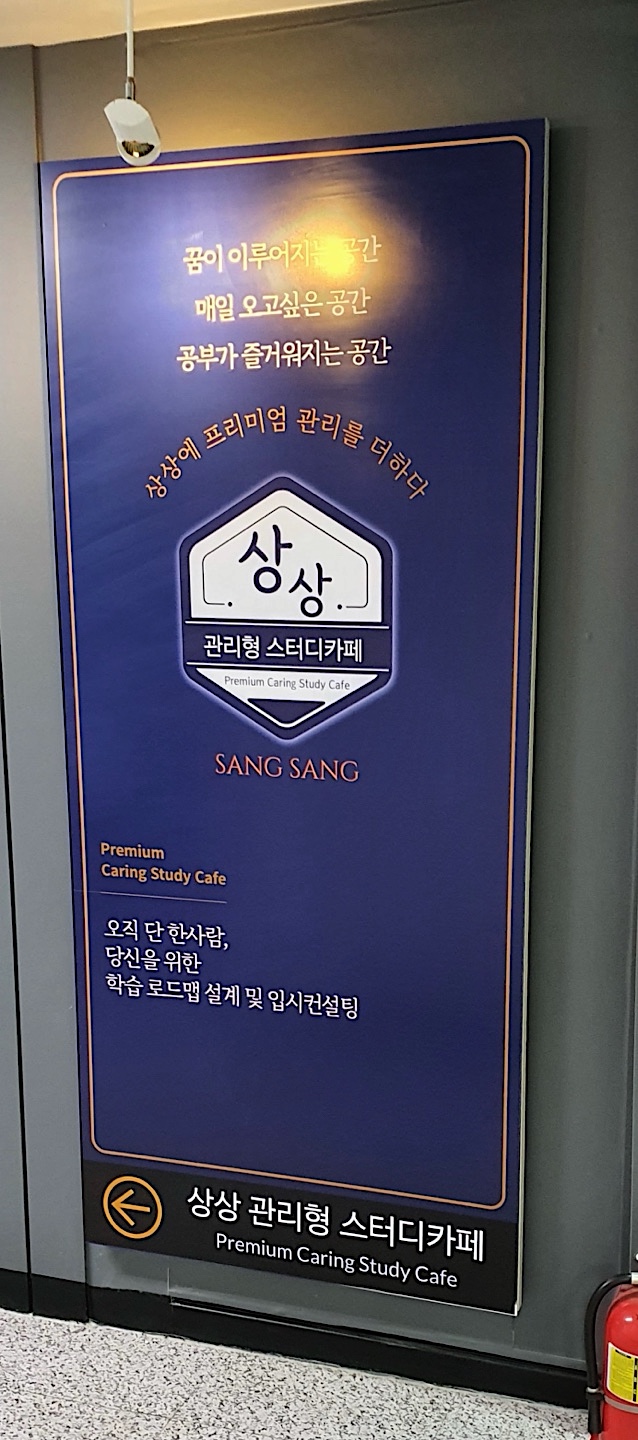 꿈이 이루어지는 공간
매일 오고싶은 공간
공부가 즐거워지는 공간
상상에 프리미엄 관리를 더하다
상상
관리형 스터디카페
Premium Caring Study Cafe
SANG SANG
Premium
Caring Study Cafe
오직 단 한사람,
당신을 위한
학습 로드맵 설계 및 입시컨설팅
상상 관리형 스터디카페
Premium Caring Study Cafe